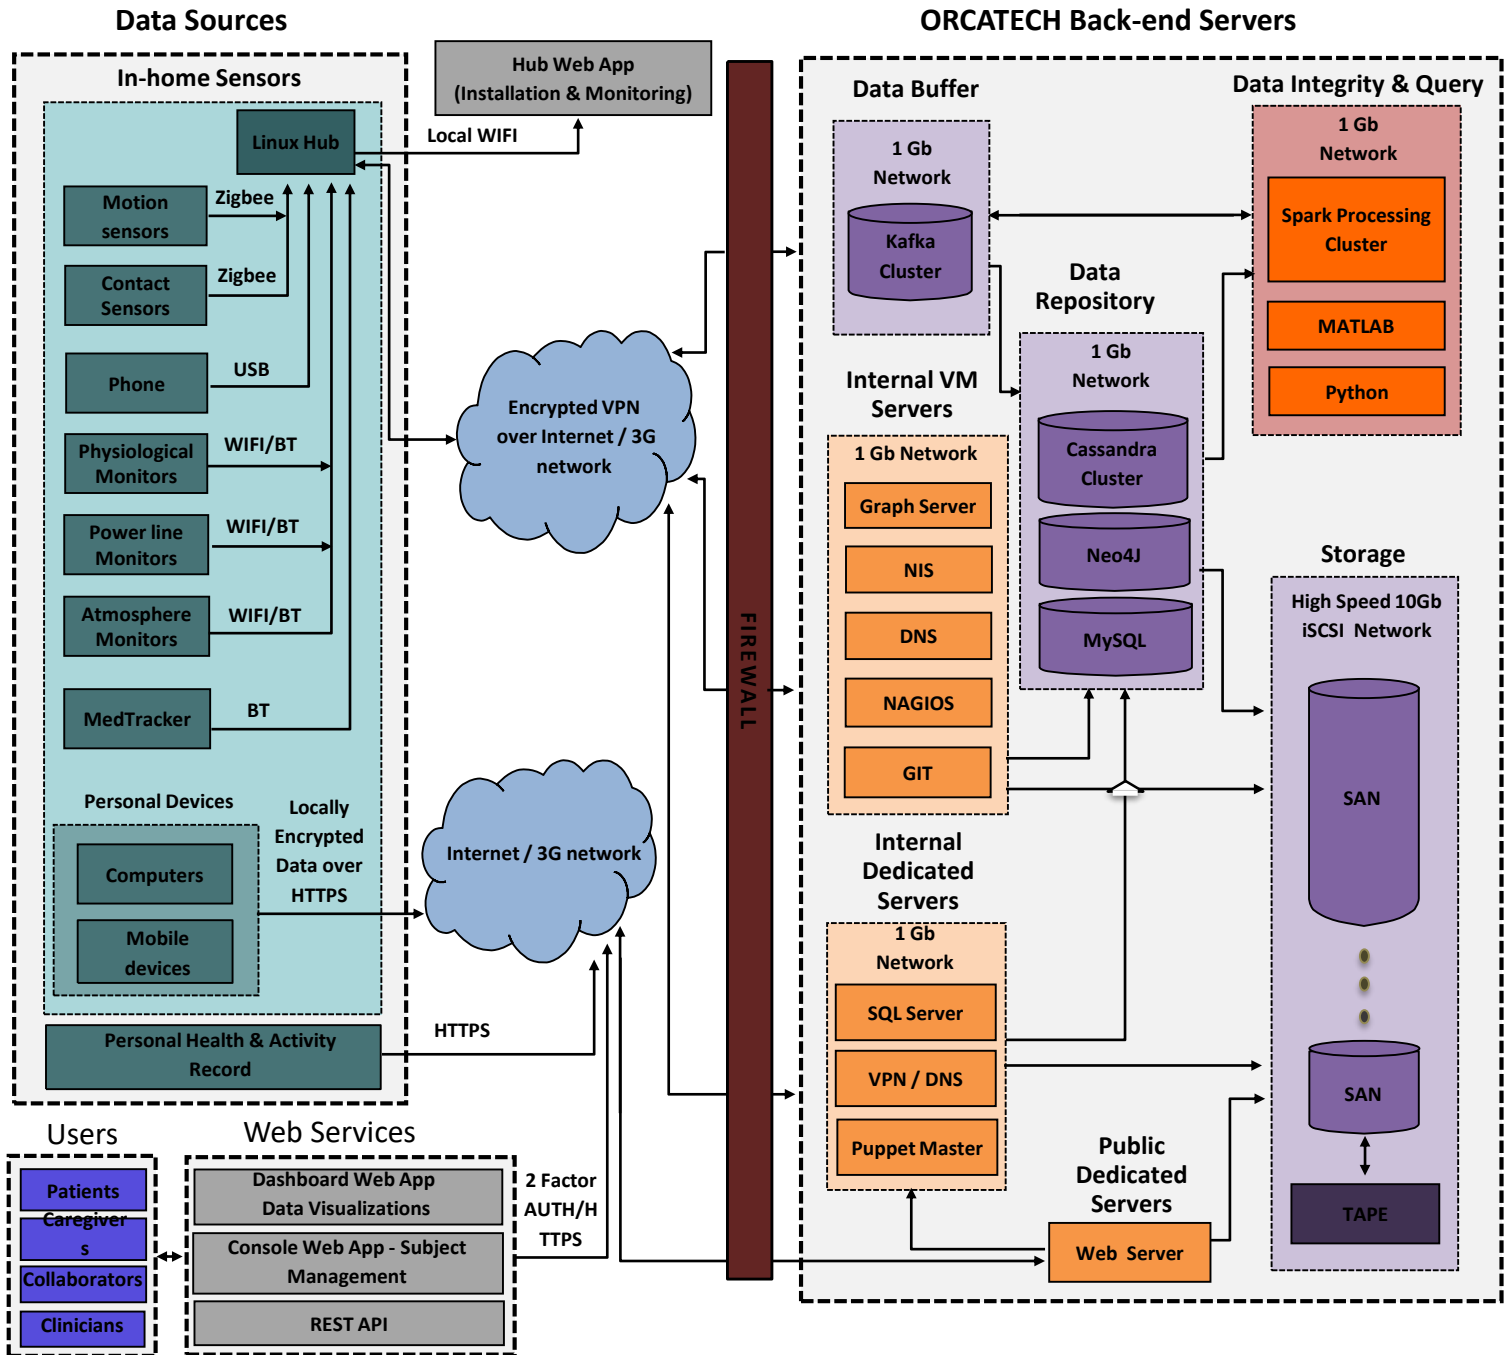 Data Sources
In-home Sensors
Linux Hub
Motion
sensors
Zigbee
Contact
Sensors
Zigbee
Phone
USB
Physiological
Monitors
WIFI/BT
Power line
Monitors
WIFI/BT
Atmosphere
Monitors
WIFI/BT
MedTracker
BT
Personal Devices
Computers
Mobile
devices
Locally
Encrypted
Data over
HTTPS
Personal Health & Activity
Record
HTTPS
Hub Web App
(Installation & Monitoring)
Local WIFI
Encrypted VPN
over Internet / 3G
network
Internet / 3G network
Users
Patients
Caregiver
s
Collaborators
Clinicians
Web Services
Dashboard Web App
Data Visualizations
Console Web App - Subject
Management
REST API
2 Factor
AUTH/H
TTPS
FIREWALL
ORCATECH Back-end Servers
Data Buffer
1 Gb
Network
Kafka
Cluster
Data Integrity & Query
1 Gb
Network
Spark Processing
Cluster
MATLAB
Python
Data
Repository
1 Gb
Network
Cassandra
Cluster
Neo4J
MySQL
Internal VM
Servers
1 Gb Network
Graph Server
NIS
DNS
NAGIOS
GIT
Internal
Dedicated
Servers
1 Gb
Network
SQL Server
VPN / DNS
Puppet Master
Public
Dedicated
Servers
Web Server
Storage
High Speed 10Gb
iSCSI Network
SAN
SAN
TAPE